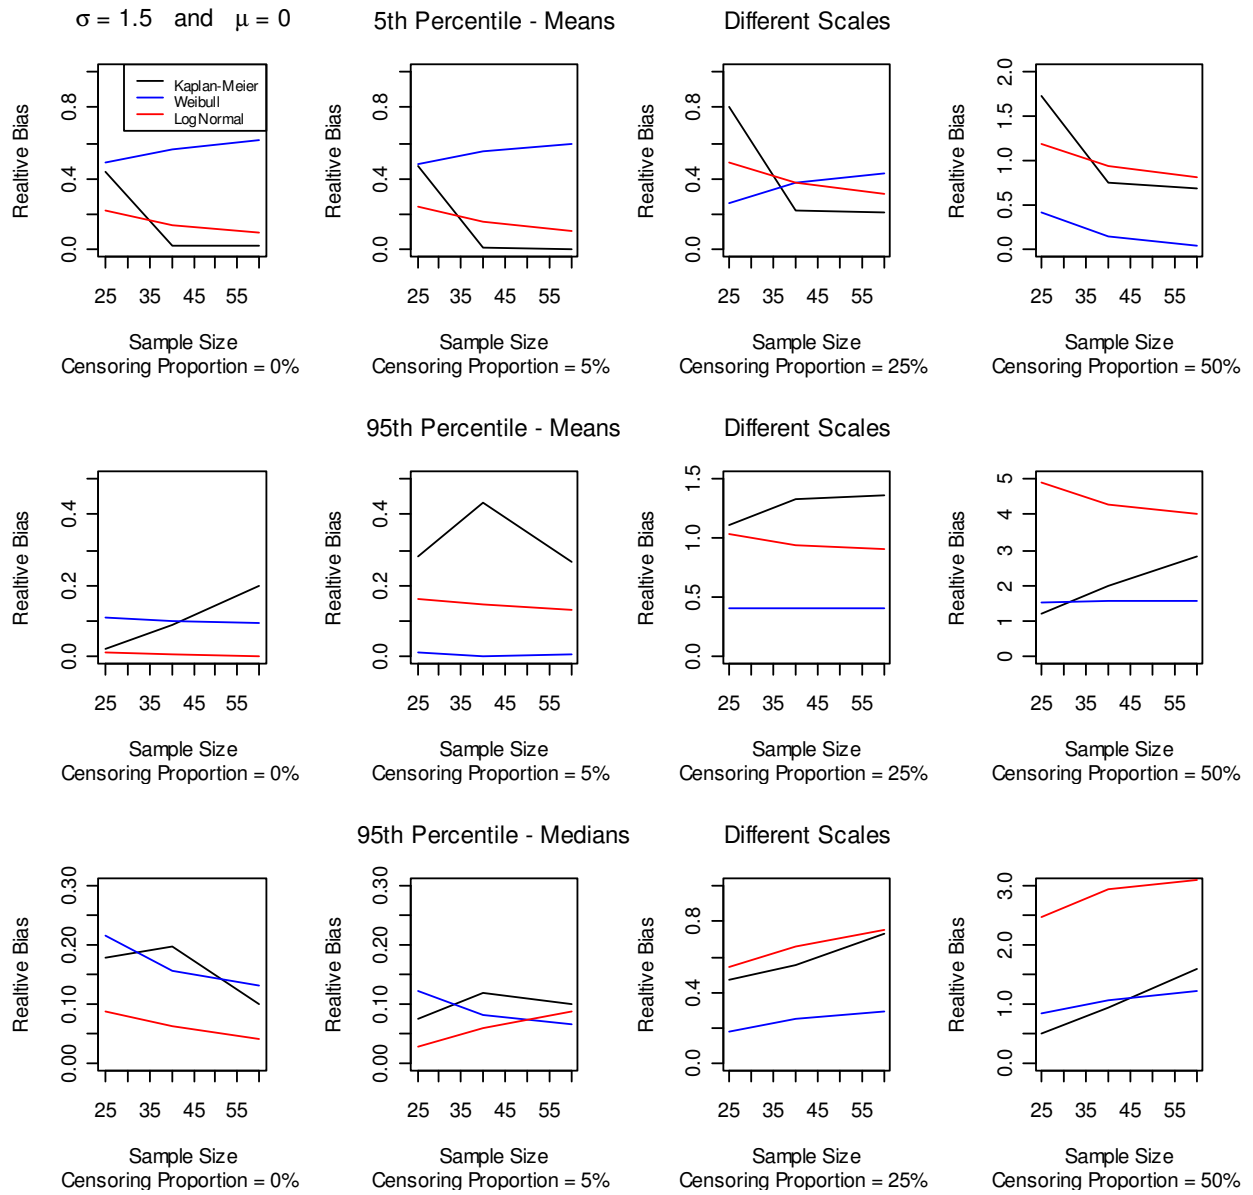 σ = 1.5 and μ = 0
5th Percentile - Means
Different Scales
Realtive Bias
0.0 0.4 0.8
Kaplan-Meier
Weibull
LogNormal
25 35 45 55
Sample Size
Censoring Proportion = 0%
Realtive Bias
0.0 0.4 0.8
25 35 45 55
Sample Size
Censoring Proportion = 5%
Realtive Bias
0.0 0.4 0.8
25 35 45 55
Sample Size
Censoring Proportion = 25%
Realtive Bias
0.0 0.5 1.0 1.5 2.0
25 35 45 55
Sample Size
Censoring Proportion = 50%
95th Percentile - Means
Different Scales
Realtive Bias
0.0 0.2 0.4
25 35 45 55
Sample Size
Censoring Proportion = 0%
Realtive Bias
0.0 0.2 0.4
25 35 45 55
Sample Size
Censoring Proportion = 5%
Realtive Bias
0.0 0.5 1.0 1.5
25 35 45 55
Sample Size
Censoring Proportion = 25%
Realtive Bias
0 1 2 3 4 5
25 35 45 55
Sample Size
Censoring Proportion = 50%
95th Percentile - Medians
Different Scales
Realtive Bias
0.00 0.10 0.20 0.30
25 35 45 55
Sample Size
Censoring Proportion = 0%
Realtive Bias
0.00 0.10 0.20 0.30
25 35 45 55
Sample Size
Censoring Proportion = 5%
Realtive Bias
0.0 0.4 0.8
25 35 45 55
Sample Size
Censoring Proportion = 25%
Realtive Bias
0.0 1.0 2.0 3.0
25 35 45 55
Sample Size
Censoring Proportion = 50%